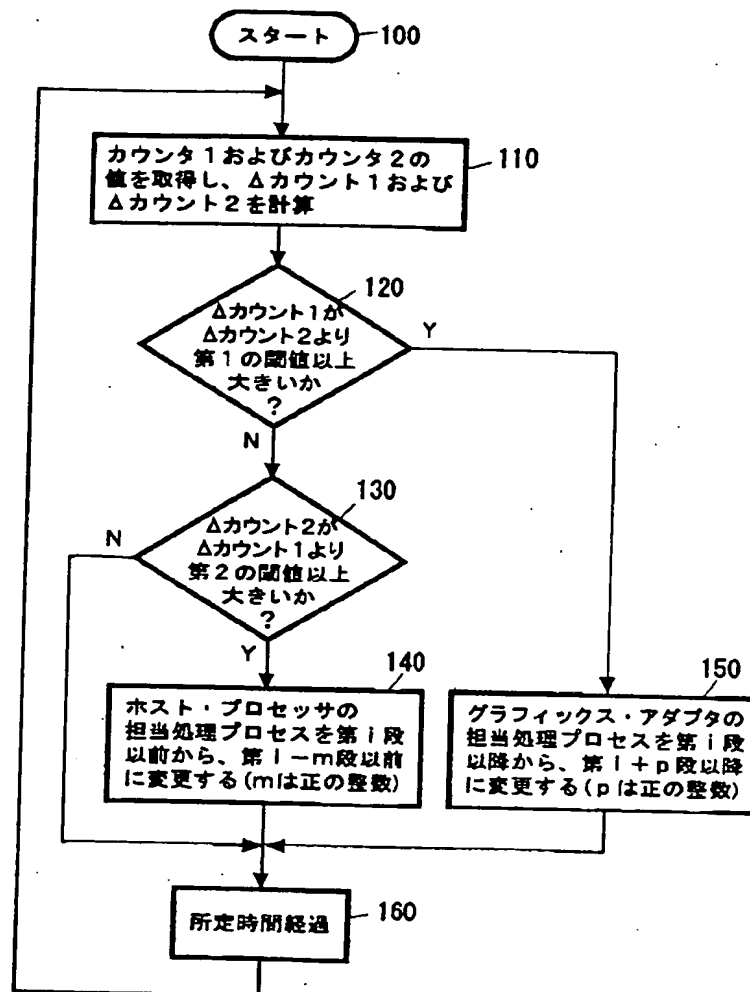 スタート
100
カウンタ1およびカウンタ2の
値を取得し、Δカウント1および
Δカウント2を計算
110
120
Δカウント1が
Δカウント2より
第1の閾値以上
大きいか
?
Y
N
130
Δカウント2が
Δカウント1より
第2の閾値以上
大きいか
?
N
Y
140
ホスト・プロセッサの
担当処理プロセスを第i段
以前から、第i-m段以前
に変更する(mは正の整数)
150
グラフィックス・アダプタの
担当処理プロセスを第i段
以降から、第i+p段以降
に変更する(pは正の整数)
所定時間経過
160